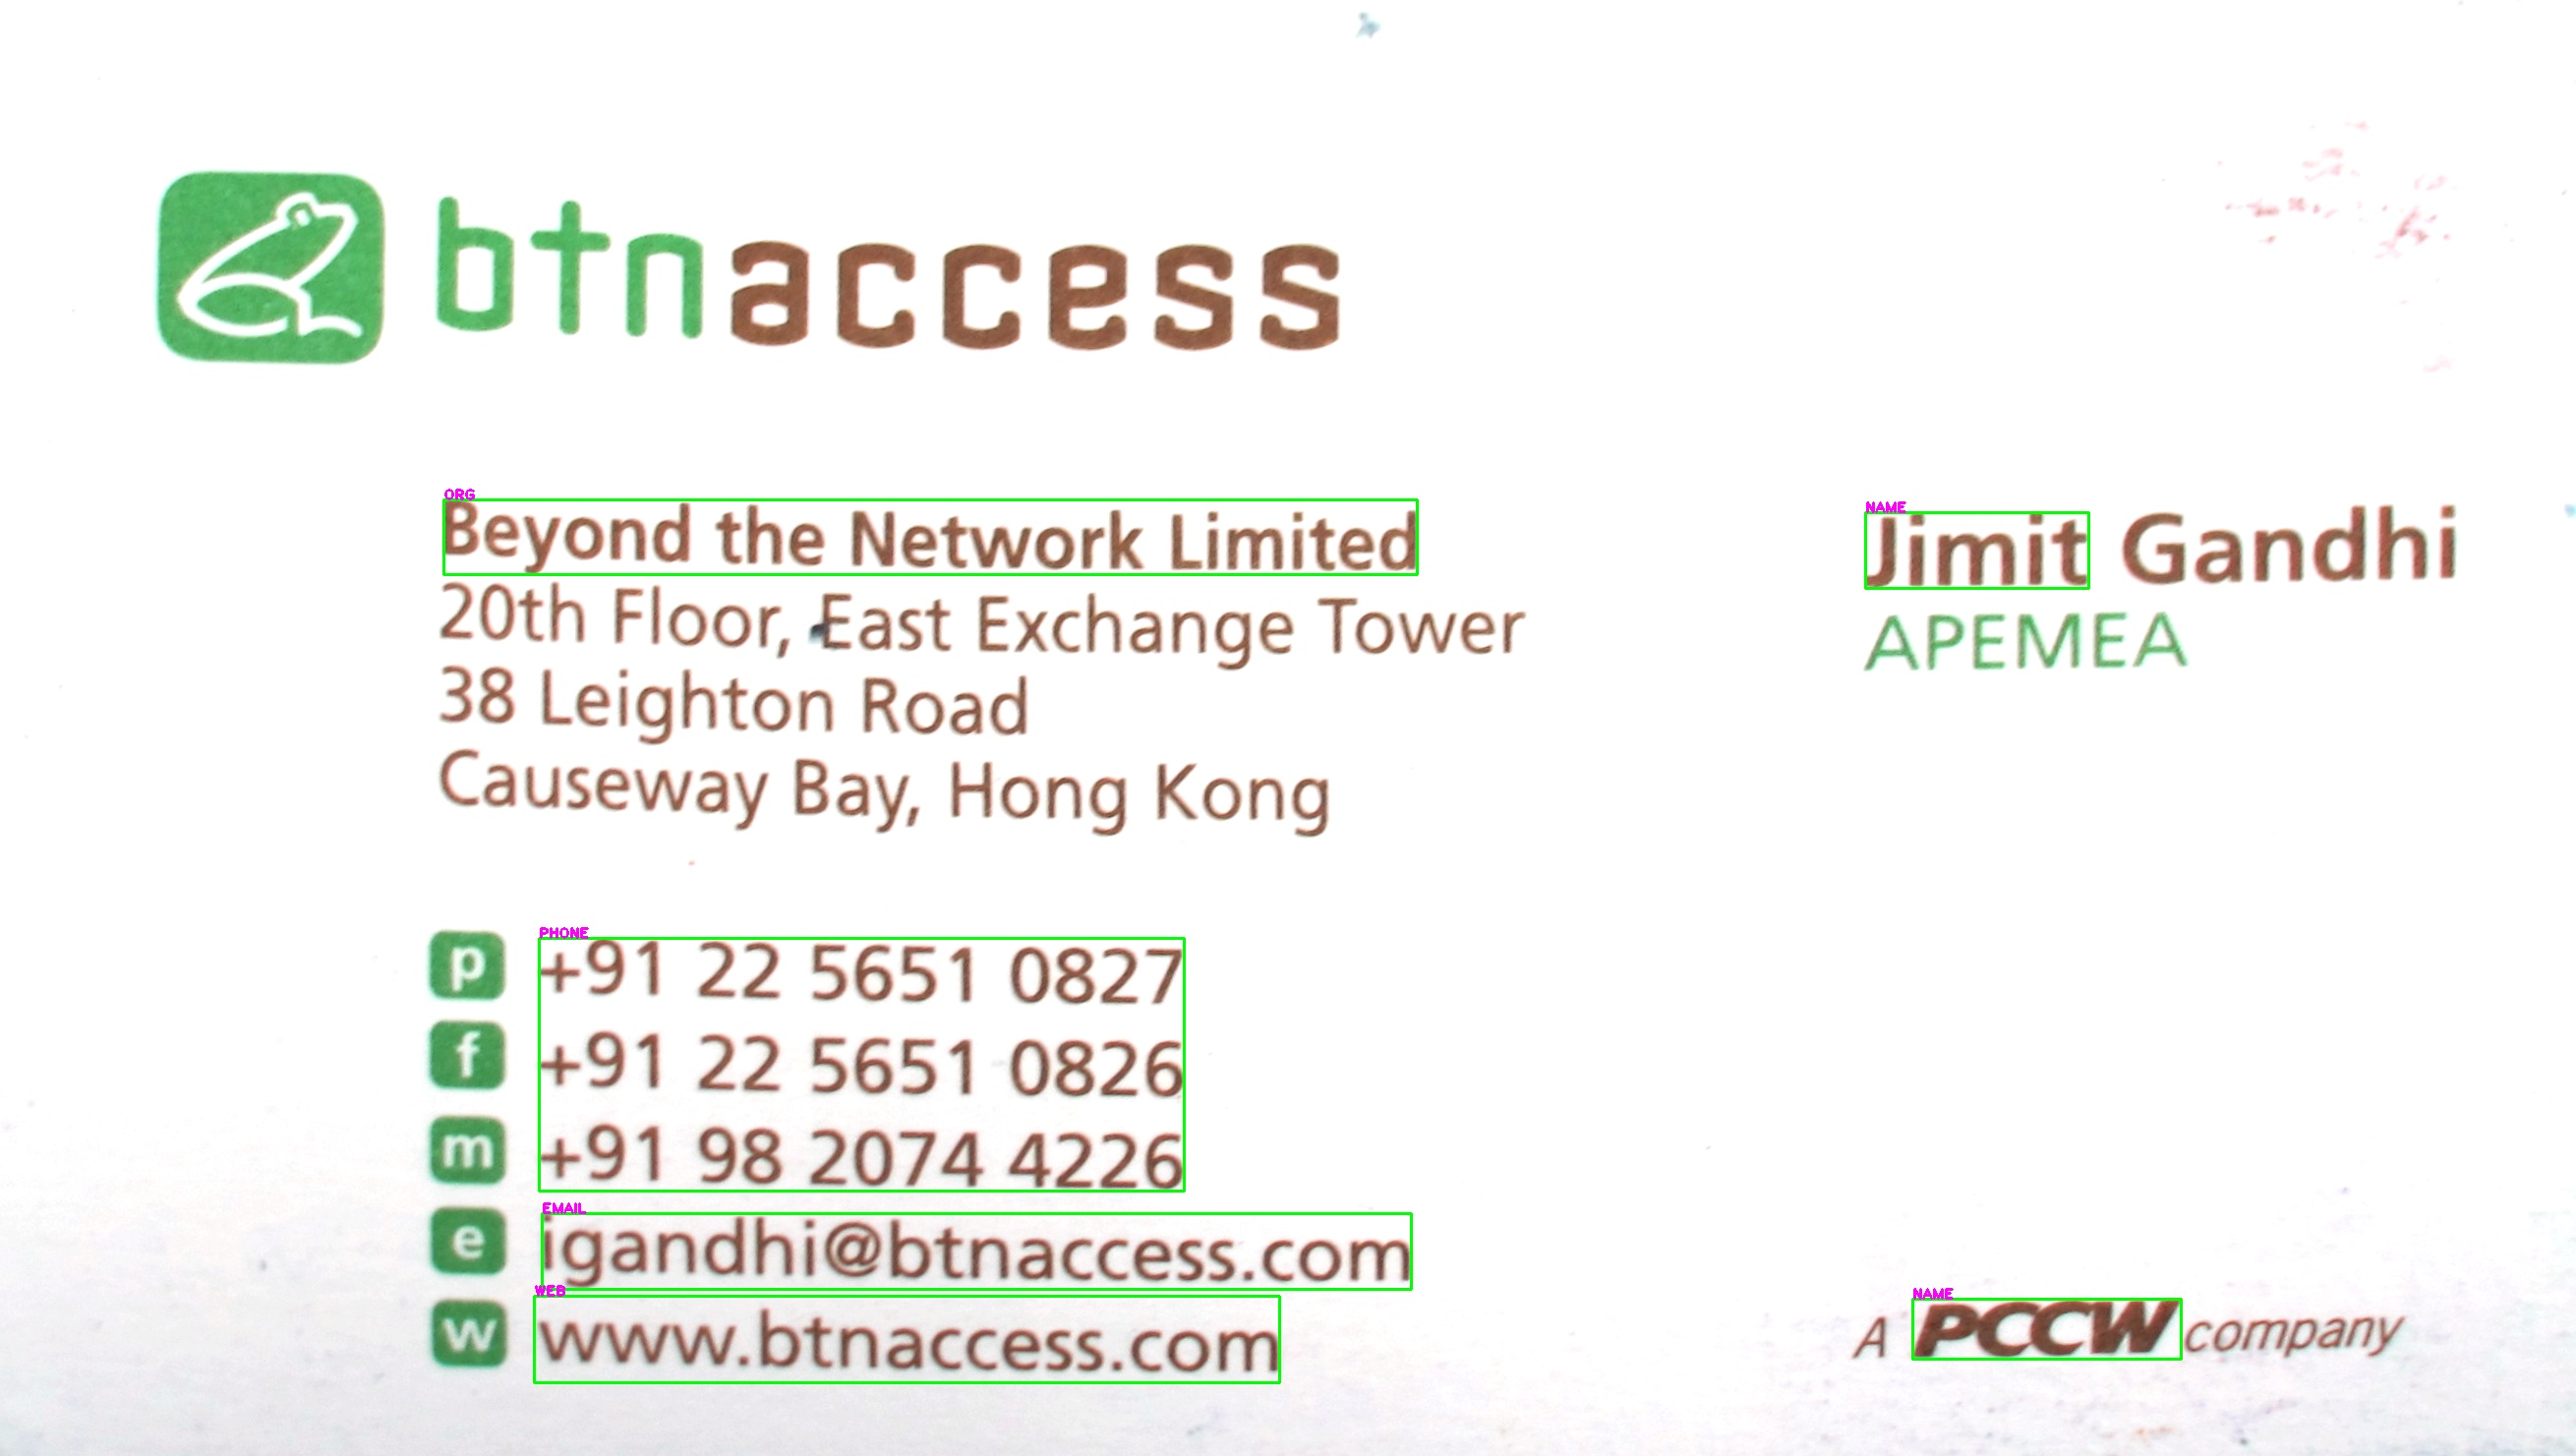 btnaccess
ORG
Beyond the Network Limited
20th Floor, East Exchange Tower
38 Leighton Road
Causeway Bay, Hong Kong
NAME
Jimit Gandhi
APEMEA
PHONE
p +91 22 5651 0827
f +91 22 5651 0826
m +91 98 2074 4226
EMAIL
e igandhi@btnaccess.com
WEB
w www.btnaccess.com
NAME
A PCCW company